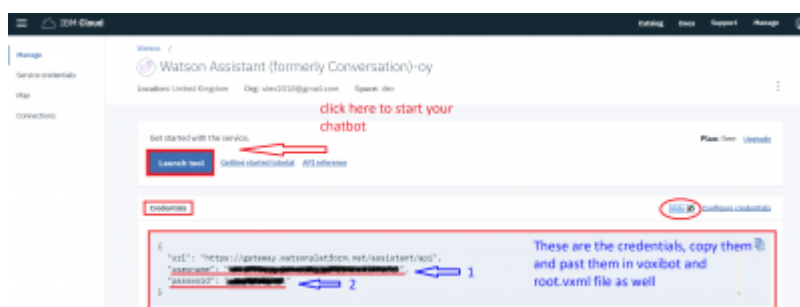 IBM Cloud
Catalog Docs Support Manage
Manage
Service credentials
Plan
Connections
Watson /
Watson Assistant (formerly Conversation)-oy
Location: United Kingdom Org: Space: dev
click here to start your
chatbot
Get started with the service.
Plan: Free Upgrade
Launch tool Getting started tutorial API reference
Credentials
Hide Configure credentials
{
"url": "https://gateway.watsonplatform.net/assistant/api",
"username": "
1
"password": "
2
}
These are the credentials, copy them
and past them in voxibot and
root.vxml file as well